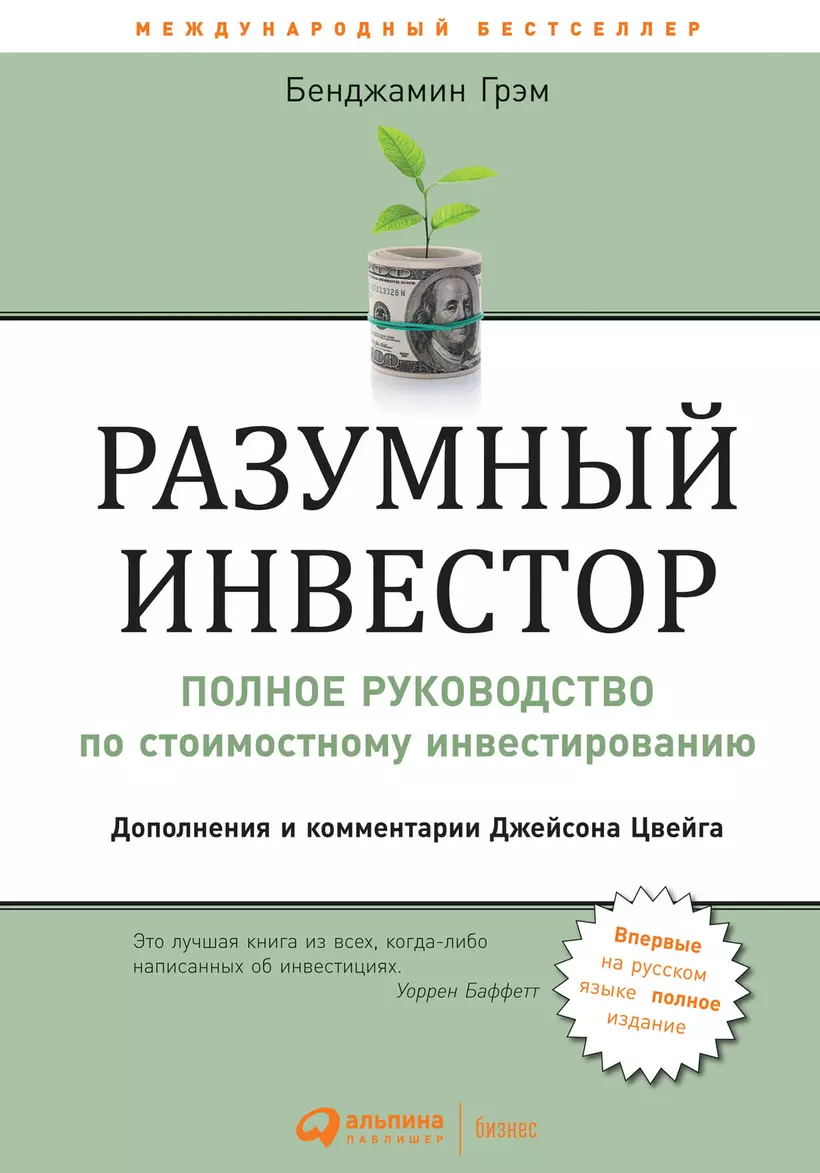 МЕЖДУНАРОДНЫЙ БЕСТСЕЛЛЕР
Бенджамин Грэм
РАЗУМНЫЙ
ИНВЕСТОР
ПОЛНОЕ РУКОВОДСТВО
по стоимостному инвестированию
Дополнения и комментарии Джейсона Цвейга
Это лучшая книга из всех, когда-либо
написанных об инвестициях.
Уоррен Баффетт
Впервые
на русском
языке полное
издание
альпина
ПАБЛИШЕР
бизнес